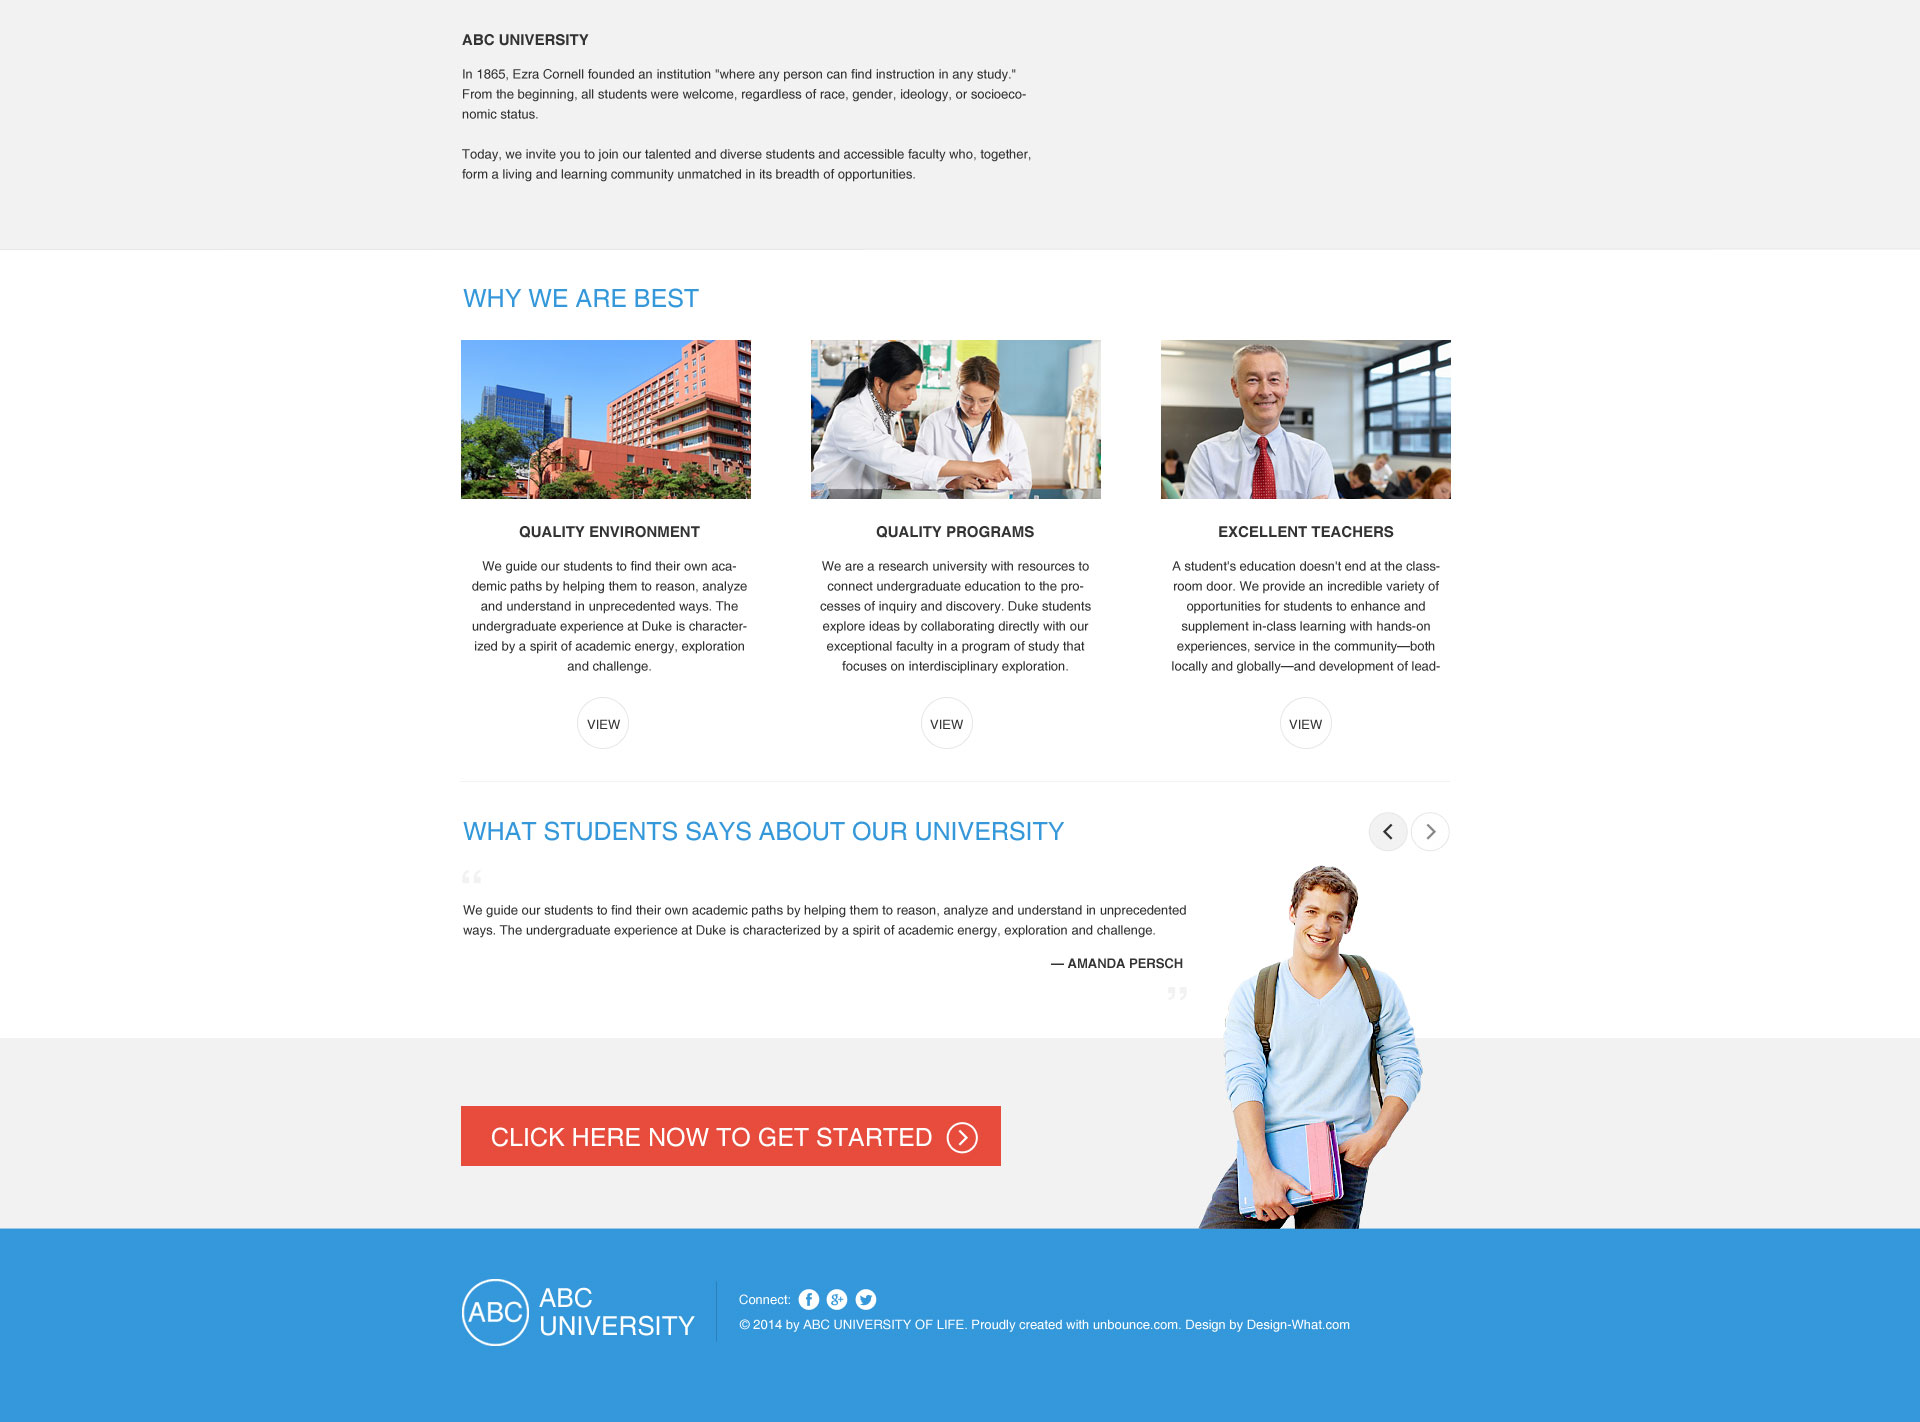 ABC UNIVERSITY
In 1865, Ezra Cornell founded an institution "where any person can find instruction in any study."
From the beginning, all students were welcome, regardless of race, gender, ideology, or socioeco-
nomic status.
Today, we invite you to join our talented and diverse students and accessible faculty who, together,
form a living and learning community unmatched in its breadth of opportunities.
WHY WE ARE BEST
QUALITY ENVIRONMENT
We guide our students to find their own aca-
demic paths by helping them to reason, analyze
and understand in unprecedented ways. The
undergraduate experience at Duke is character-
ized by a spirit of academic energy, exploration
and challenge.
VIEW
QUALITY PROGRAMS
We are a research university with resources to
connect undergraduate education to the pro-
cesses of inquiry and discovery. Duke students
explore ideas by collaborating directly with our
exceptional faculty in a program of study that
focuses on interdisciplinary exploration.
VIEW
EXCELLENT TEACHERS
A student's education doesn't end at the class-
room door. We provide an incredible variety of
opportunities for students to enhance and
supplement in-class learning with hands-on
experiences, service in the community—both
locally and globally—and development of lead-
VIEW
WHAT STUDENTS SAYS ABOUT OUR UNIVERSITY
“
We guide our students to find their own academic paths by helping them to reason, analyze and understand in unprecedented
ways. The undergraduate experience at Duke is characterized by a spirit of academic energy, exploration and challenge.
— AMANDA PERSCH
”
CLICK HERE NOW TO GET STARTED
ABC
ABC
UNIVERSITY
Connect:
© 2014 by ABC UNIVERSITY OF LIFE. Proudly created with unbounce.com. Design by Design-What.com